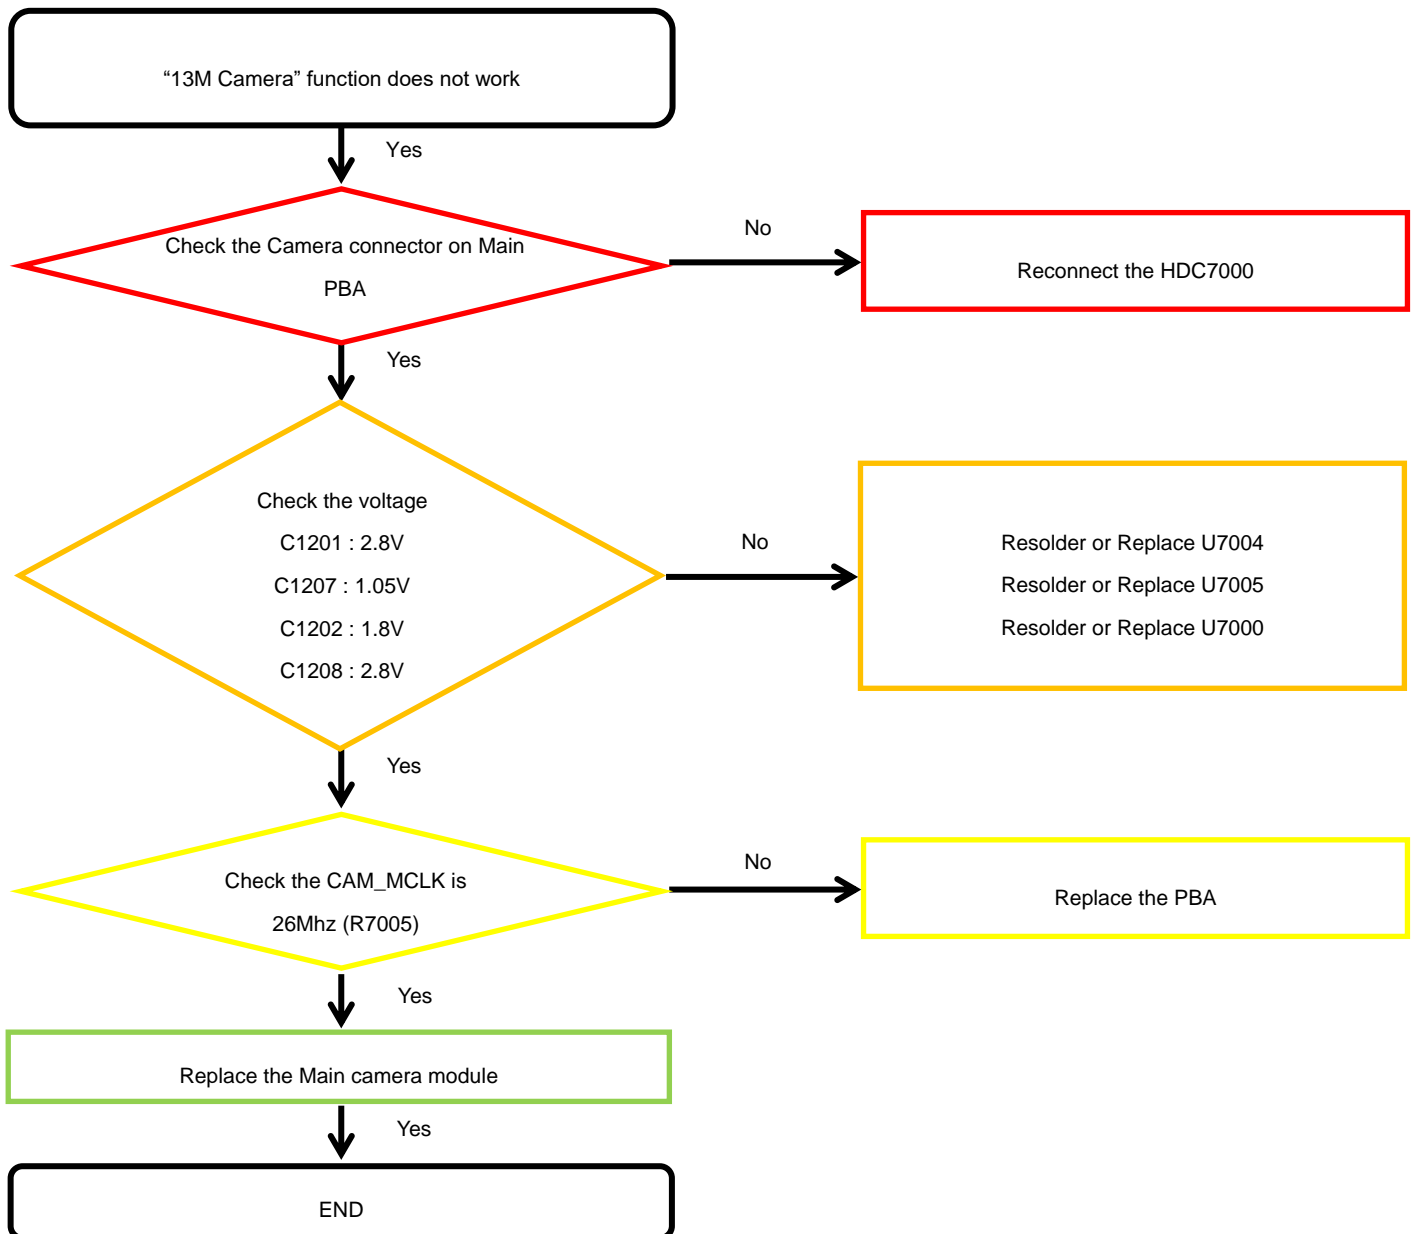 “13M Camera” function does not work
Yes
Check the Camera connector on Main
PBA
No
Reconnect the HDC7000
Yes
Check the voltage
C1201 : 2.8V
C1207 : 1.05V
C1202 : 1.8V
C1208 : 2.8V
No
Resolder or Replace U7004
Resolder or Replace U7005
Resolder or Replace U7000
Yes
Check the CAM_MCLK is
26Mhz (R7005)
No
Replace the PBA
Yes
Replace the Main camera module
Yes
END